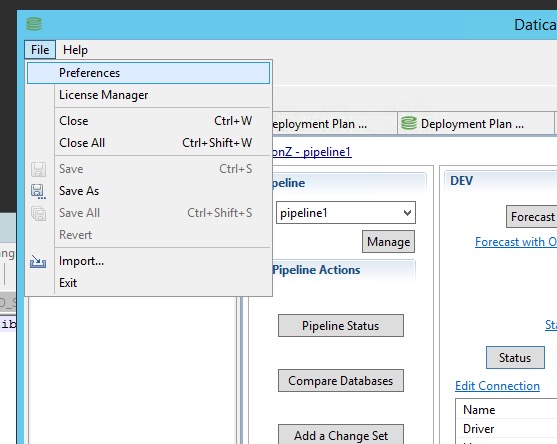 Datica
File Help
Preferences
License Manager
Close Ctrl+W
Close All Ctrl+Shift+W
Save Ctrl+S
Save As
Save All Ctrl+Shift+S
Revert
Import...
Exit
eployment Plan ...
Deployment Plan ...
onZ - pipeline1
peline
pipeline1
Manage
Pipeline Actions
Pipeline Status
Compare Databases
Add a Change Set
DEV
Forecast
Forecast with O
Sta
Status
Edit Connection
Name
Driver
ng
ib